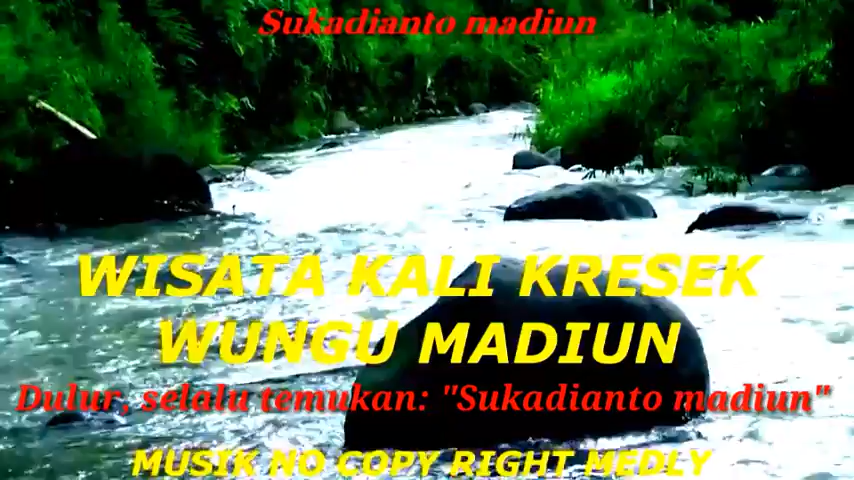 Sukadianto madiun
WISATA KALI KRESEK
WUNGU MADIUN
Dulur, selalu temukan: "Sukadianto madiun"
MUSIK NO COPY RIGHT MEDLY